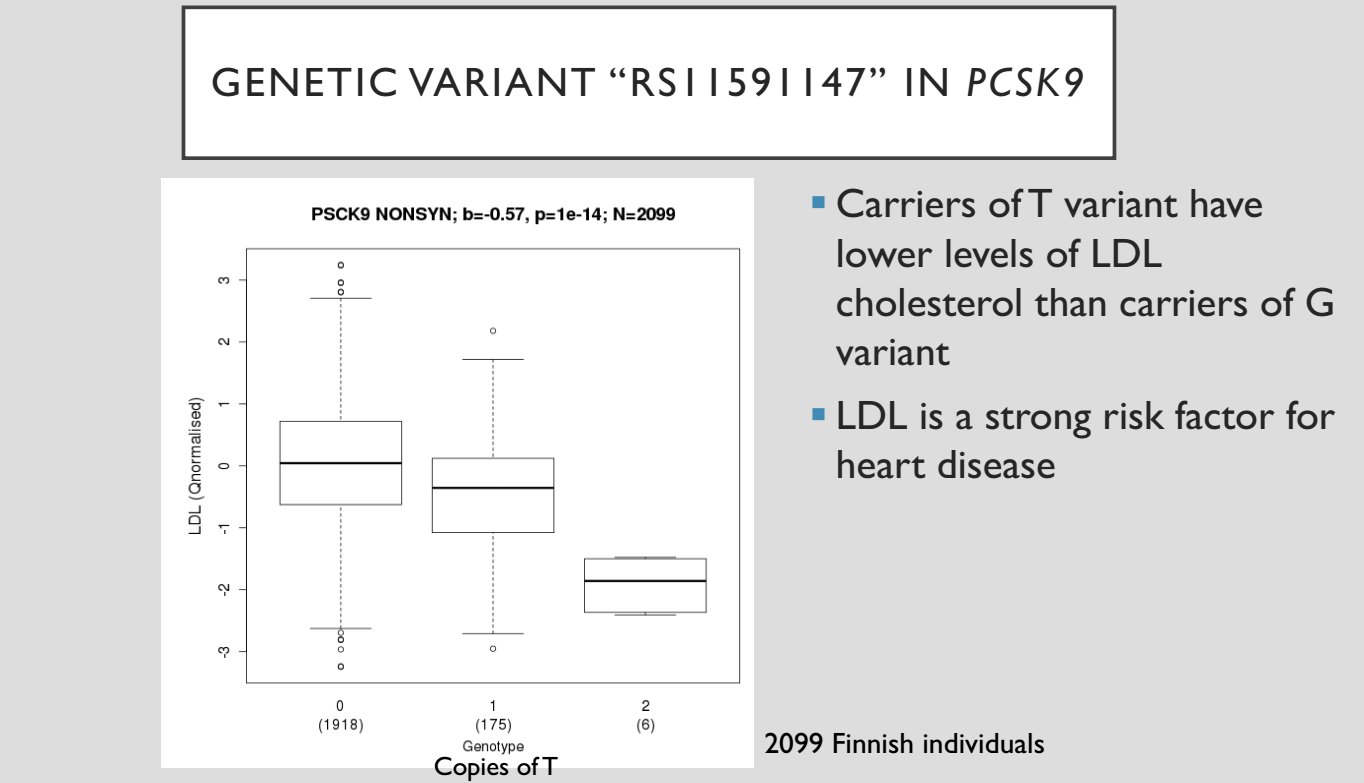 GENETIC VARIANT “RS11591147” IN PCSK9
PSCK9 NONSYN; b=-0.57, p=1e-14; N=2099
LDL (Qnormalised)
3
2
1
0
-1
-2
-3
0 1 2
(1918) (175) (6)
Genotype
Copies of T
Carriers of T variant have
lower levels of LDL
cholesterol than carriers of G
variant
LDL is a strong risk factor for
heart disease
2099 Finnish individuals